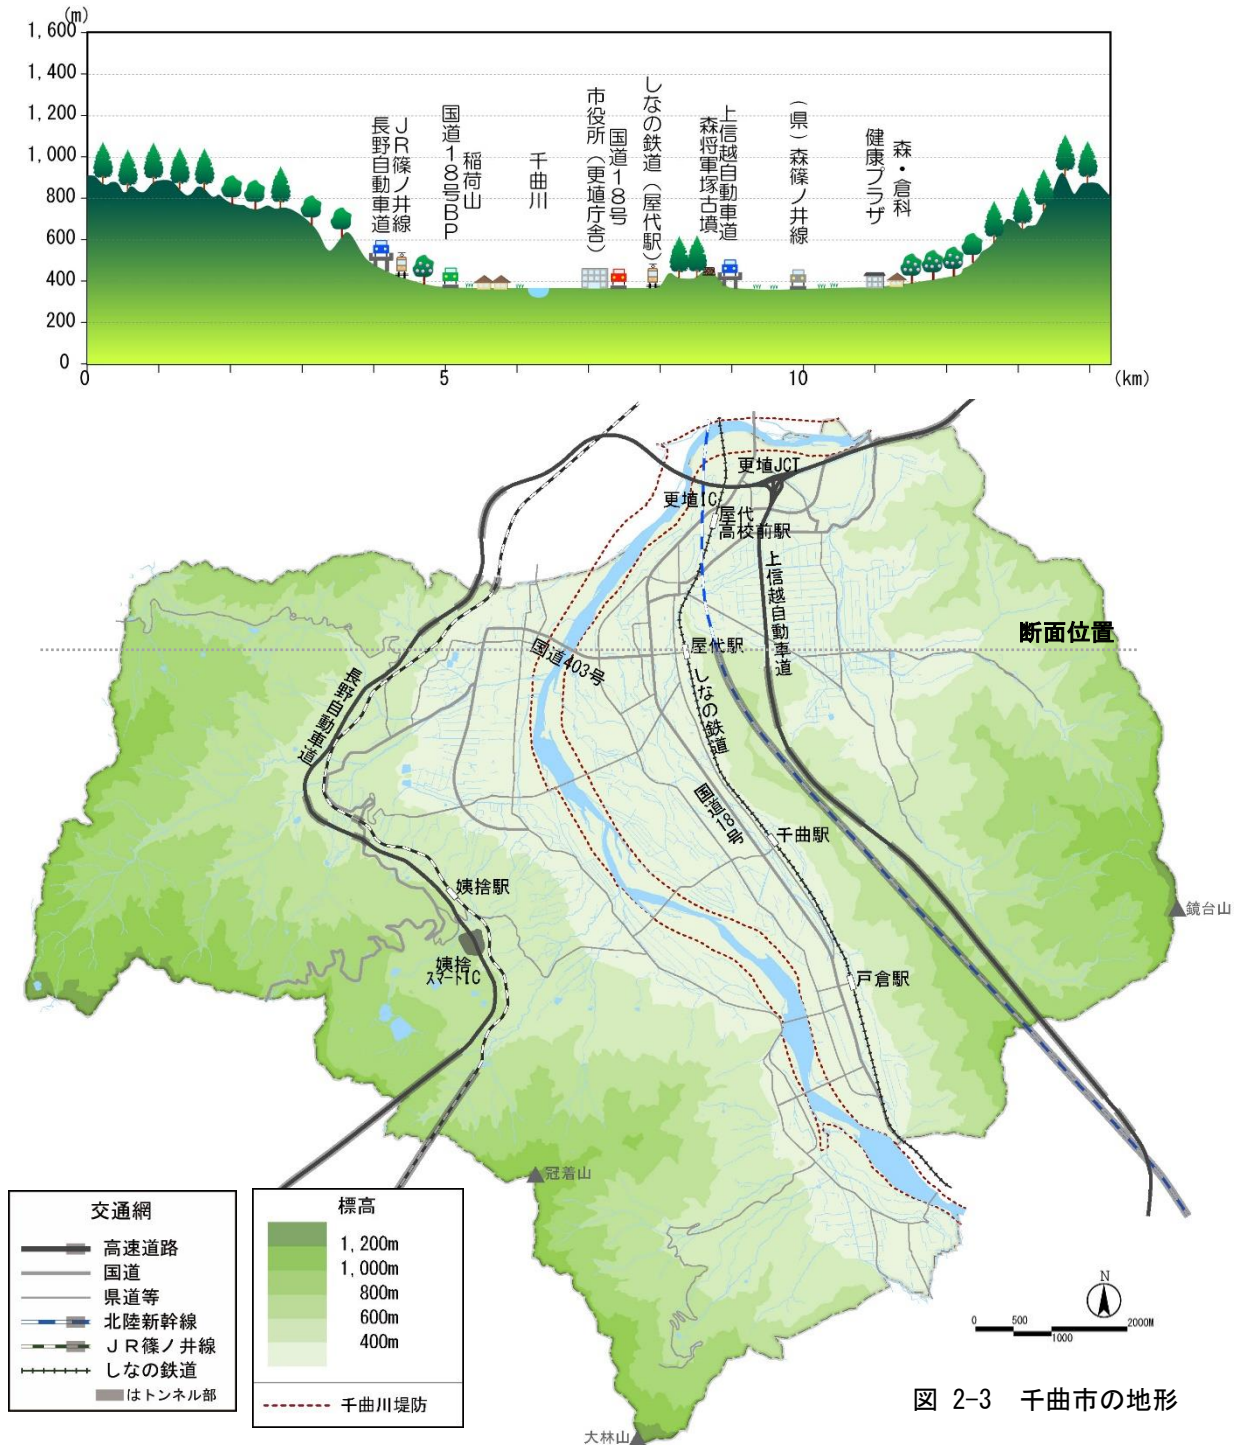 (m)
1,600
1,400
1,200
1,000
800
600
400
200
0
長野自動車道
ＪＲ篠ノ井線
国道１８号ＢＰ
稲荷山
千曲川
市役所（更埴庁舎）
国道１８号
しなの鉄道（屋代駅）
森将軍塚古墳
上信越自動車道
（県）森篠ノ井線
健康プラザ
森・倉科
0
5
10
(km)
更埴JCT
更埴IC
屋代
高校前駅
上信越自動車道
断面位置
国道403号
屋代駅
長野自動車道
しなの鉄道
国道18号
千曲駅
姨捨駅
鏡台山
姨捨
ｽﾏｰﾄIC
戸倉駅
冠着山
交通網
高速道路
国道
県道等
北陸新幹線
ＪＲ篠ノ井線
しなの鉄道
はトンネル部
標高
1,200m
1,000m
800m
600m
400m
千曲川堤防
N
0
500
1000
2000M
図 2-3　千曲市の地形
大林山